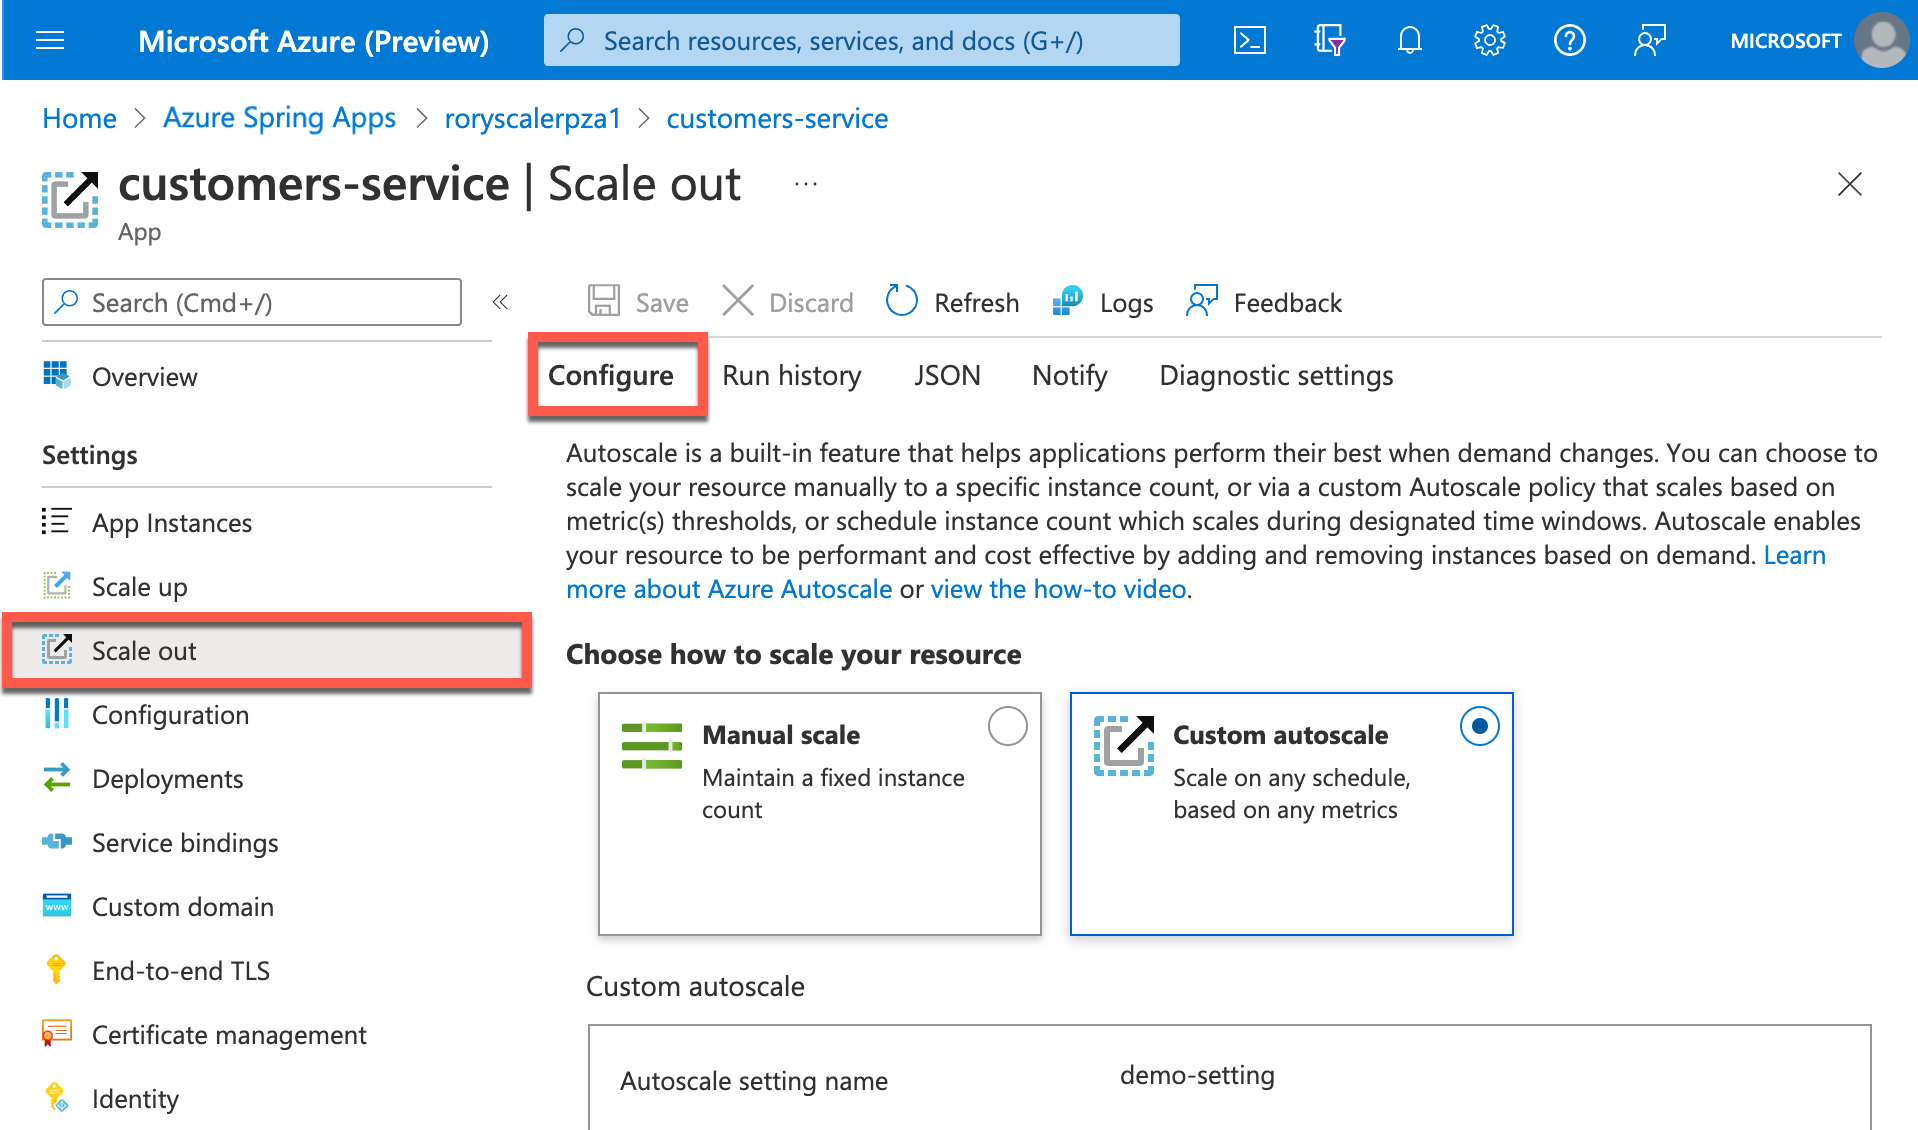 Microsoft Azure (Preview)
Search resources, services, and docs (G+/)
MICROSOFT
Home > Azure Spring Apps > roryscalerpza1 > customers-service
customers-service | Scale out ...
App
Search (Cmd+/)
«
Save
Discard
Refresh
Logs
Feedback
Overview
Settings
App Instances
Scale up
Scale out
Configuration
Deployments
Service bindings
www
Custom domain
End-to-end TLS
Certificate management
Identity
Configure
Run history
JSON
Notify
Diagnostic settings
Autoscale is a built-in feature that helps applications perform their best when demand changes. You can choose to
scale your resource manually to a specific instance count, or via a custom Autoscale policy that scales based on
metric(s) thresholds, or schedule instance count which scales during designated time windows. Autoscale enables
your resource to be performant and cost effective by adding and removing instances based on demand. Learn
more about Azure Autoscale or view the how-to video.
Choose how to scale your resource
Manual scale
Maintain a fixed instance
count
Custom autoscale
Scale on any schedule,
based on any metrics
Custom autoscale
Autoscale setting name
demo-setting